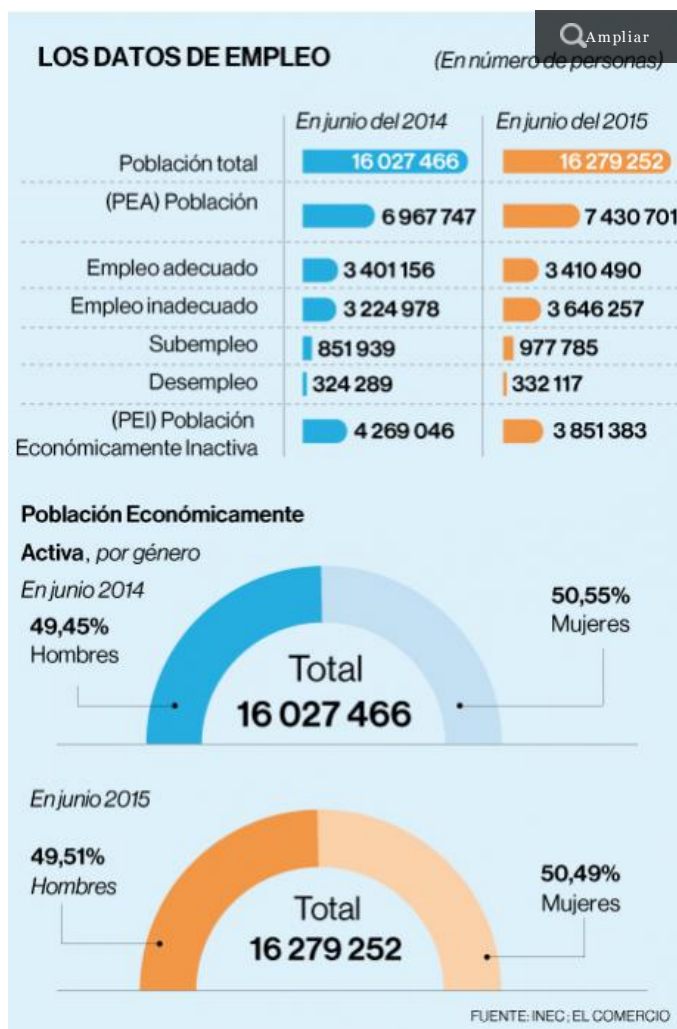 Ampliar
LOS DATOS DE EMPLEO (En número de personas)
En junio del 2014 En junio del 2015
Población total 16 027 466 16 279 252
(PEA) Población 6 967 747 7 430 701
Empleo adecuado 3 401 156 3 410 490
Empleo inadecuado 3 224 978 3 646 257
Subempleo 851 939 977 785
Desempleo 324 289 332 117
(PEI) Población
Económicamente Inactiva 4 269 046 3 851 383
Población Económicamente
Activa, por género
En junio 2014
49,45%
Hombres
50,55%
Mujeres
Total
16 027 466
En junio 2015
49,51%
Hombres
50,49%
Mujeres
Total
16 279 252
FUENTE: INEC; EL COMERCIO